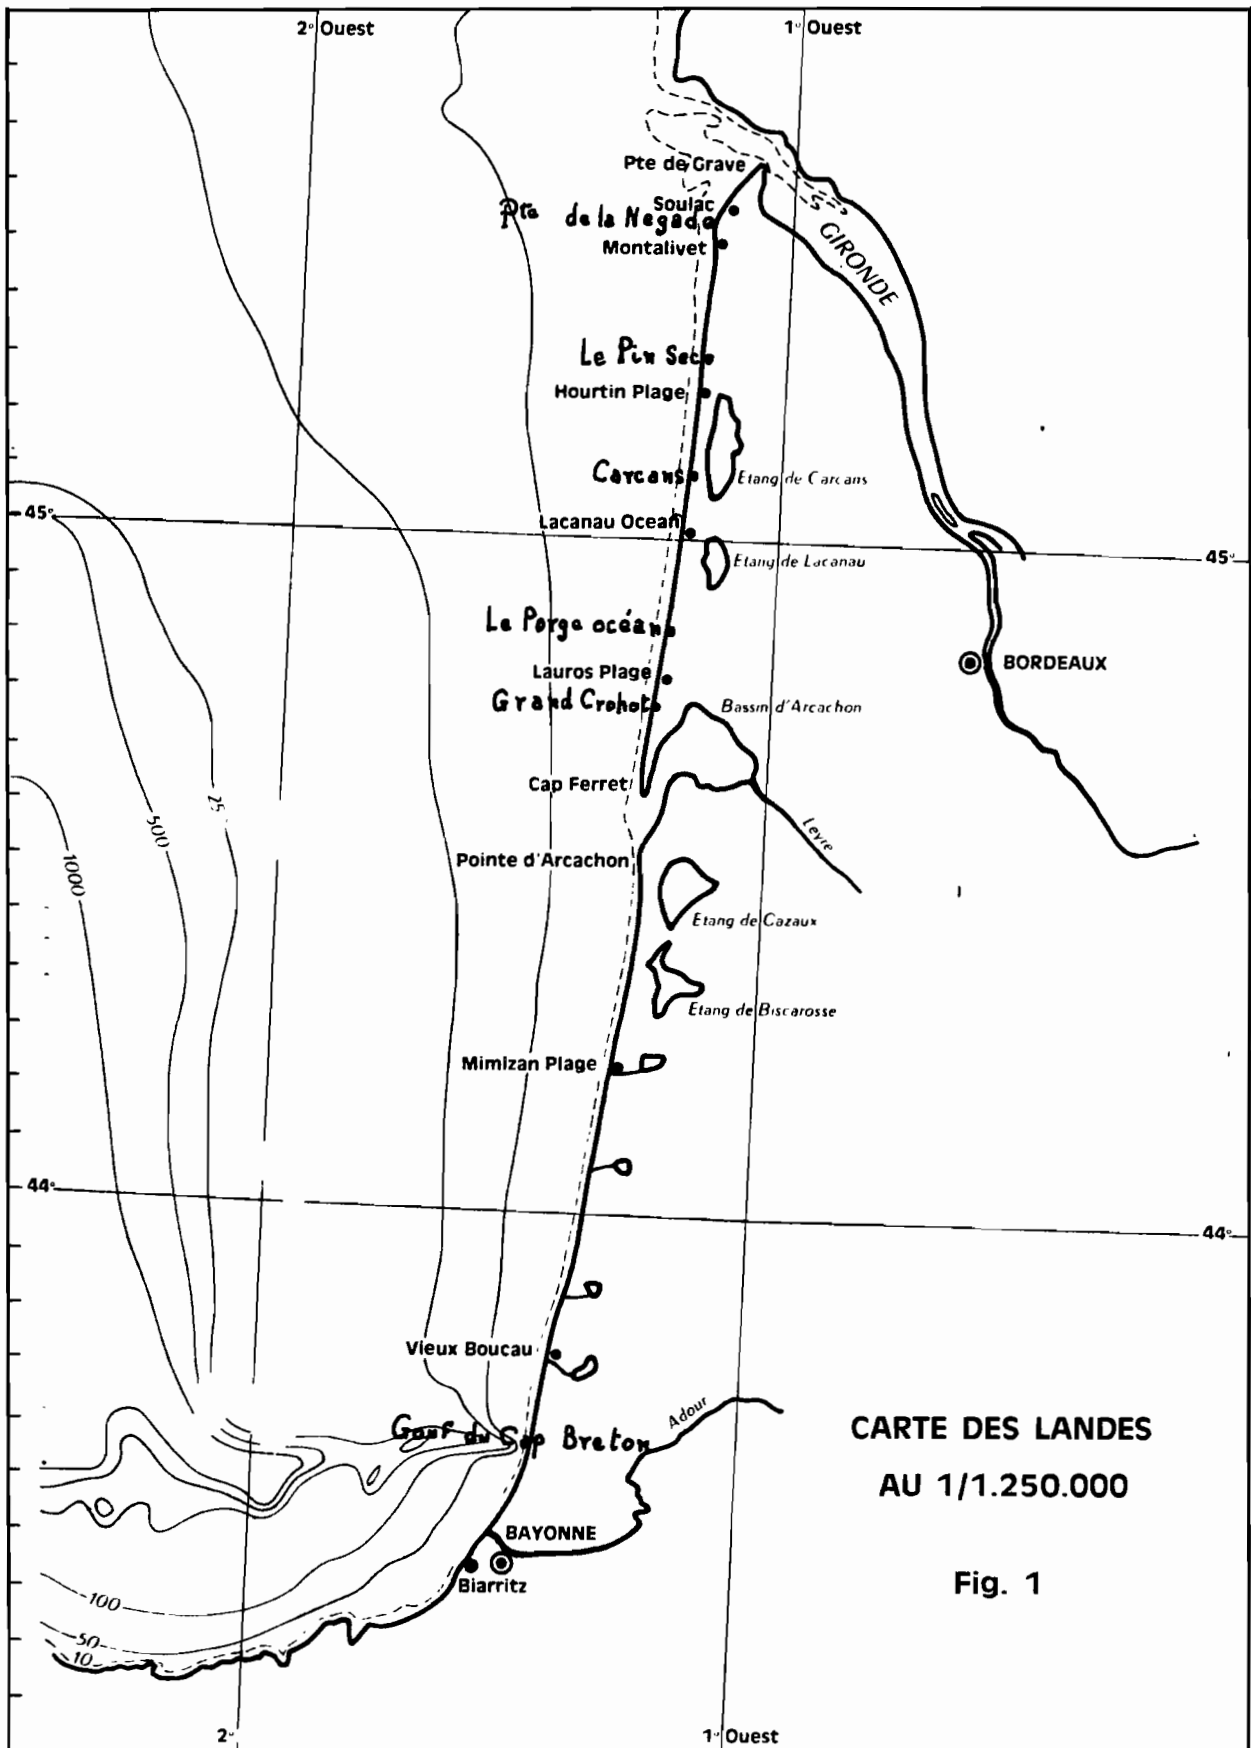 2° Ouest
1° Ouest
Pte de Grave
Soulac
Pte de la Negade
Montalivet
GIRONDE
Le Pin Sec
Hourtin Plage
Carcans
Etang de Carcans
45°
Lacanau Ocean
45°
Etang de Lacanau
Le Porge océan
Lauros Plage
BORDEAUX
Grand Crohot
Bassin d'Arcachon
Cap Ferret
25
500
1000
Leyre
Pointe d'Arcachon
Etang de Cazaux
Etang de Biscarosse
Mimizan Plage
44°
44°
Vieux Boucau
Adour
Gouf du Cap Breton
CARTE DES LANDES
AU 1/1.250.000
BAYONNE
Biarritz
Fig. 1
100
50
10
2°
1° Ouest